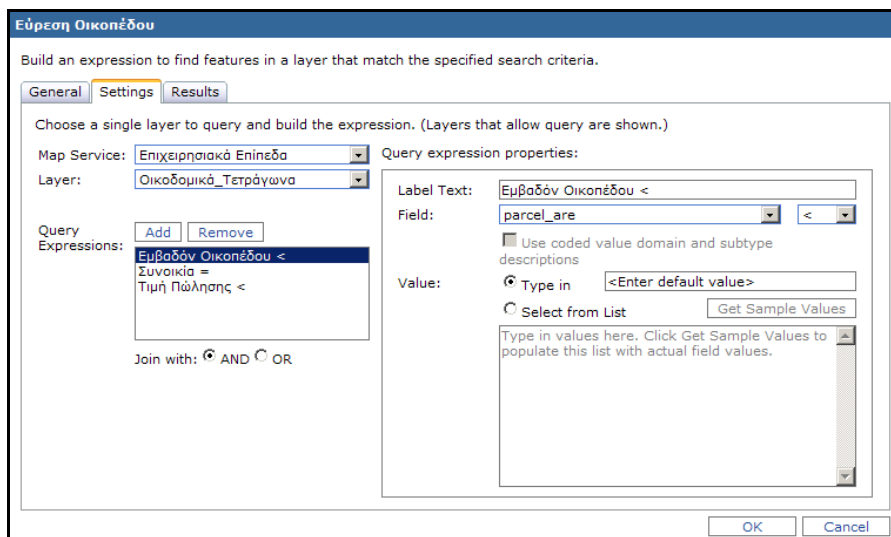 Εύρεση Οικοπέδου
Build an expression to find features in a layer that match the specified search criteria.
General Settings Results
Choose a single layer to query and build the expression. (Layers that allow query are shown.)
Map Service: Επιχειρησιακά Επίπεδα
Layer: Οικοδομικά_Τετράγωνα
Query Expressions:
Add Remove
Εμβαδόν Οικοπέδου <
Συνοικία =
Τιμή Πώλησης <
Join with: AND OR
Query expression properties:
Label Text: Εμβαδόν Οικοπέδου <
Field: parcel_are <
Use coded value domain and subtype
descriptions
Value: Type in <Enter default value>
Select from List Get Sample Values
Type in values here. Click Get Sample Values to
populate this list with actual field values.
OK Cancel